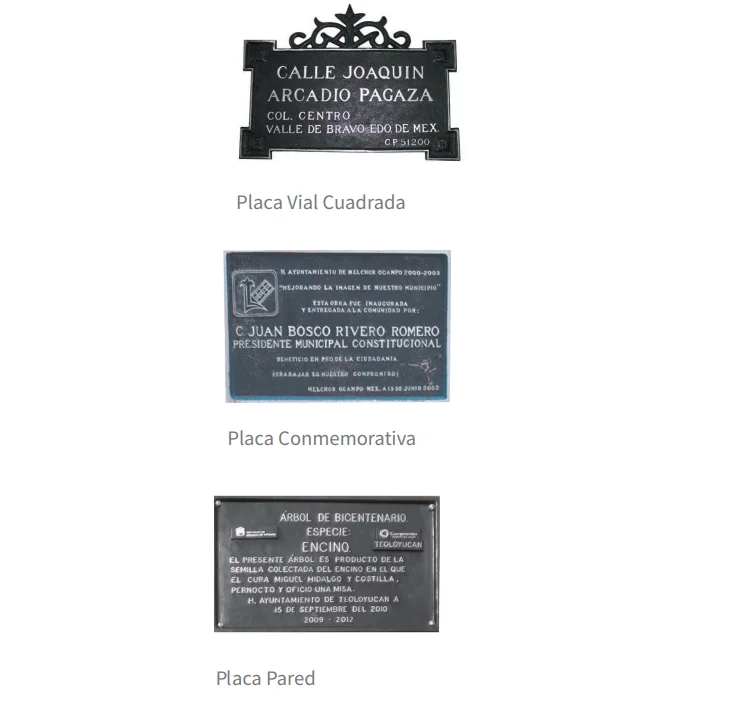 CALLE JOAQUIN
ARCADIO PAGAZA
COL. CENTRO
VALLE DE BRAVO EDO. DE MEX.
C.P. 51200
Placa Vial Cuadrada
H. AYUNTAMIENTO DE MELCHOR OCAMPO 2000-2003
"MEJORANDO LA IMAGEN DE NUESTRO MUNICIPIO"
ESTA OBRA FUE INAUGURADA
Y ENTREGADA A LA COMUNIDAD POR:
C. JUAN BOSCO RIVERO ROMERO
PRESIDENTE MUNICIPAL CONSTITUCIONAL
BENEFICIO EN PRO DE LA CIUDADANIA
¡TRABAJAR ES NUESTRO COMPROMISO!
MELCHOR OCAMPO MEX. A 13 DE JUNIO 2002
Placa Conmemorativa
ÁRBOL DE BICENTENARIO.
ESPECIE:
ENCINO.
TEOLOYUCAN
EL PRESENTE ÁRBOL ES PRODUCTO DE LA
SEMILLA COLECTADA DEL ENCINO EN EL QUE
EL CURA MIGUEL HIDALGO Y COSTILLA,
PERNOCTO Y OFICIO UNA MISA.
H. AYUNTAMIENTO DE TEOLOYUCAN A
15 DE SEPTIEMBRE DEL 2010
2009 - 2012
Placa Pared